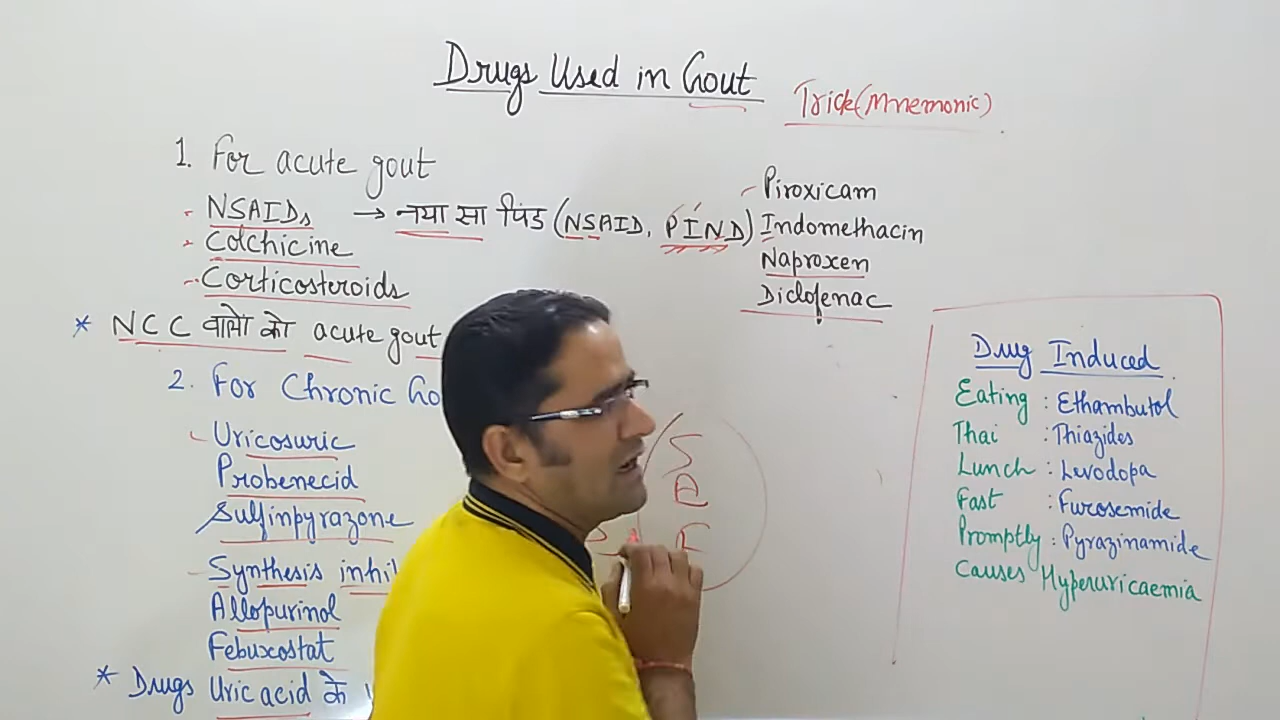 Drugs Used in Gout
Trick (Mnemonic)
1. For acute gout
NSAIDs → नया सा पिंड (NSAID, PIND)
Colchicine
Corticosteroids
Piroxicam
Indomethacin
Naproxen
Diclofenac
* NCC वालो को acute gout
2. For Chronic Go
Uricosuric
Probenecid
Sulfinpyrazone
Synthesis inhi
Allopurinol
Febuxostat
* Drugs Uric acid के
S
A
Drug Induced
Eating : Ethambutol
Thai : Thiazides
Lunch : Levodopa
Fast : Furosemide
Promptly : Pyrazinamide
Causes Hyperuricaemia